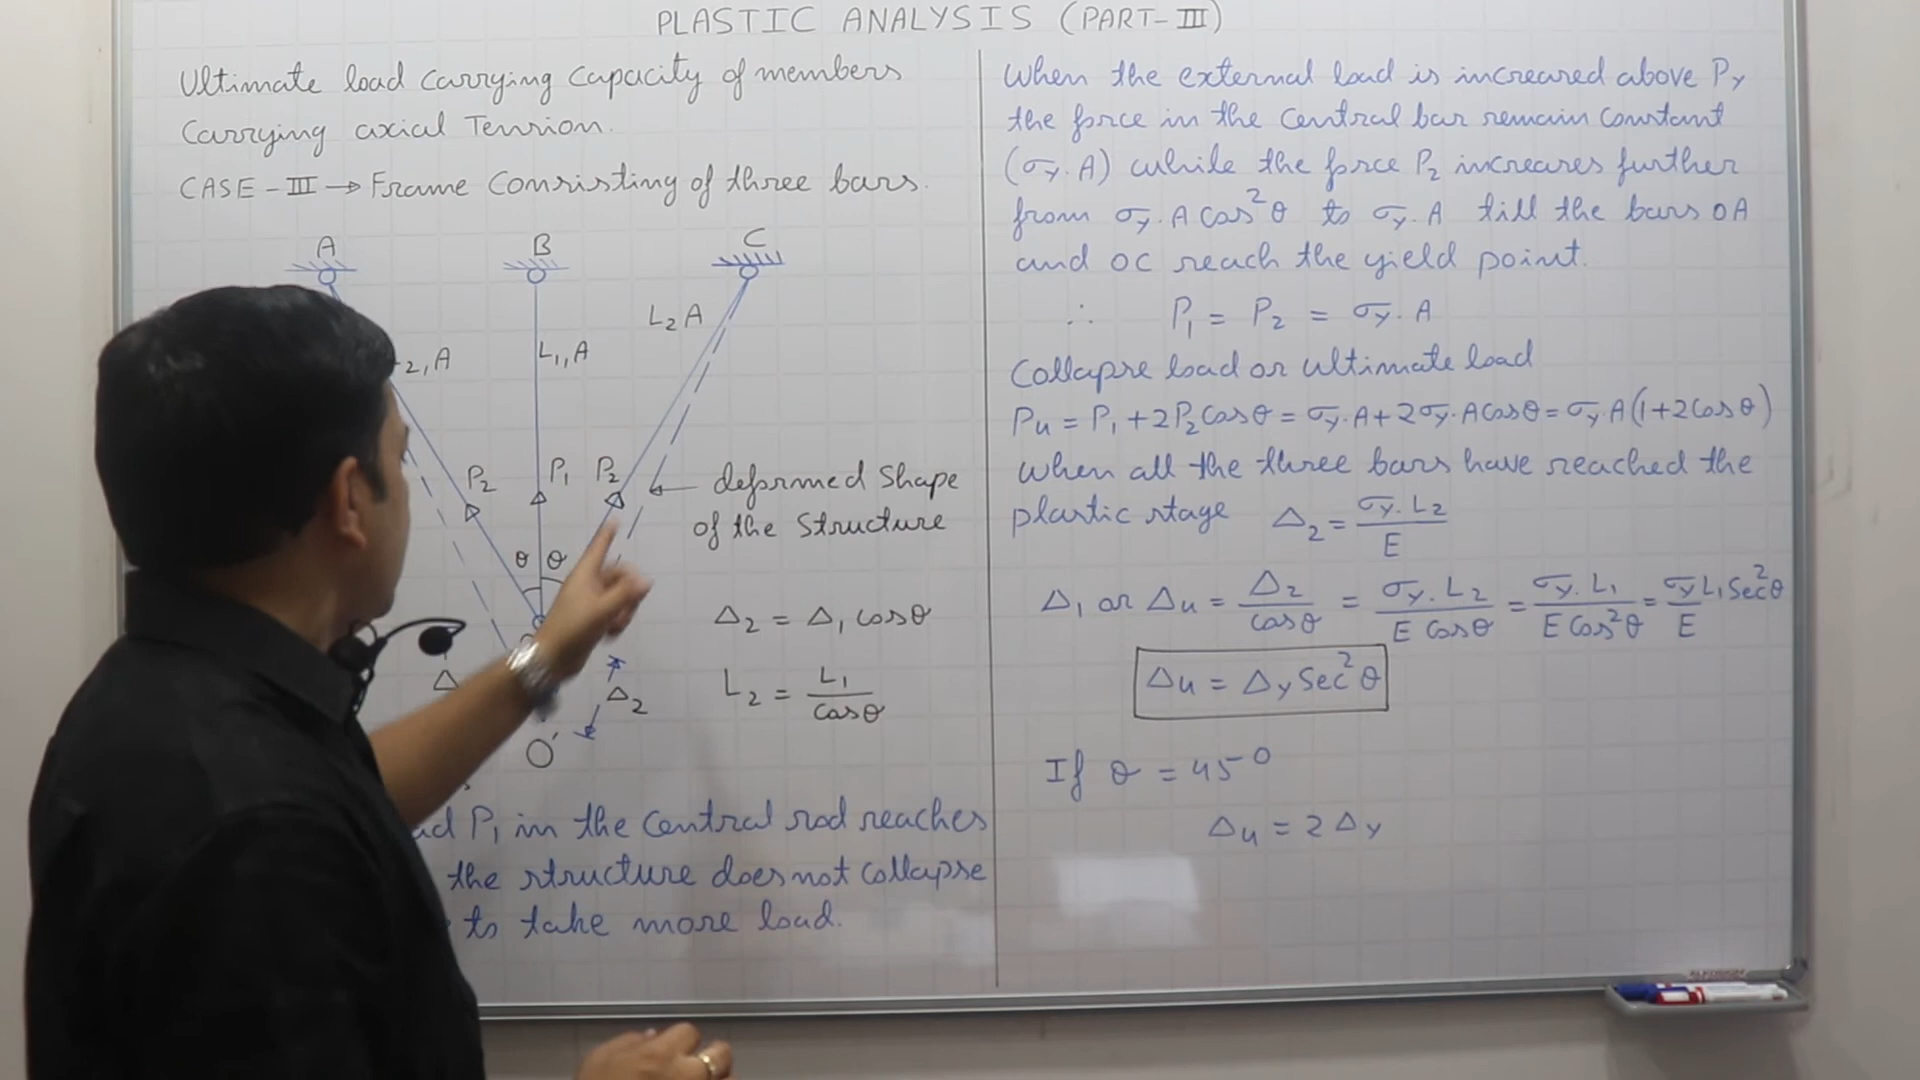 PLASTIC ANALYSIS (PART-III)
Ultimate load carrying capacity of members
carrying axial Tension.
CASE-III → Frame consisting of three bars.
A B C
L2 A
2, A
L1, A
P2 P1 P2
deformed shape
of the structure
θ θ
Δ2 = Δ1 cosθ
Δ
Δ2
L2 = L1 / cosθ
O'
P1 in the central rod reaches
the structure does not collapse
to take more load.
When the external load is increased above Py
the force in the central bar remain constant
(σy. A) while the force P2 increases further
from σy. A cos²θ to σy. A till the bars OA
and OC reach the yield point.
∴ P1 = P2 = σy. A
Collapse load or ultimate load
Pu = P1 + 2P2 cosθ = σy. A + 2σy. A cosθ = σy. A (1+2cosθ)
When all the three bars have reached the
plastic stage Δ2 = σy. L2 / E
Δ1 or Δu = Δ2 / cosθ = σy. L2 / E cosθ = σy. L1 / E cos²θ = σy / E L1 sec²θ
Δu = Δy sec²θ
If θ = 45°
Δu = 2 Δy